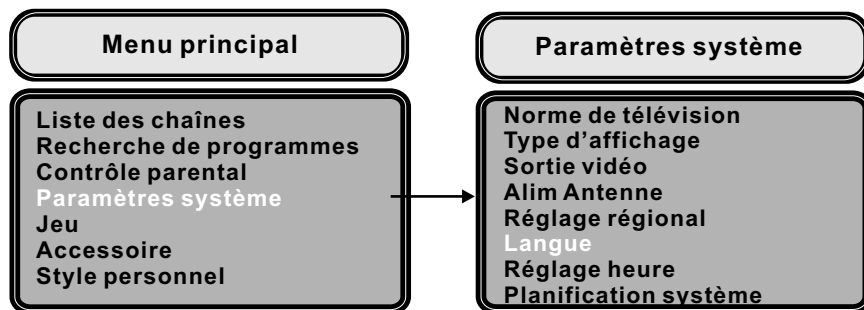 Menu principal
Liste des chaînes
Recherche de programmes
Contrôle parental
Paramètres système
Jeu
Accessoire
Style personnel
Paramètres système
Norme de télévision
Type d’affichage
Sortie vidéo
Alim Antenne
Réglage régional
Langue
Réglage heure
Planification système